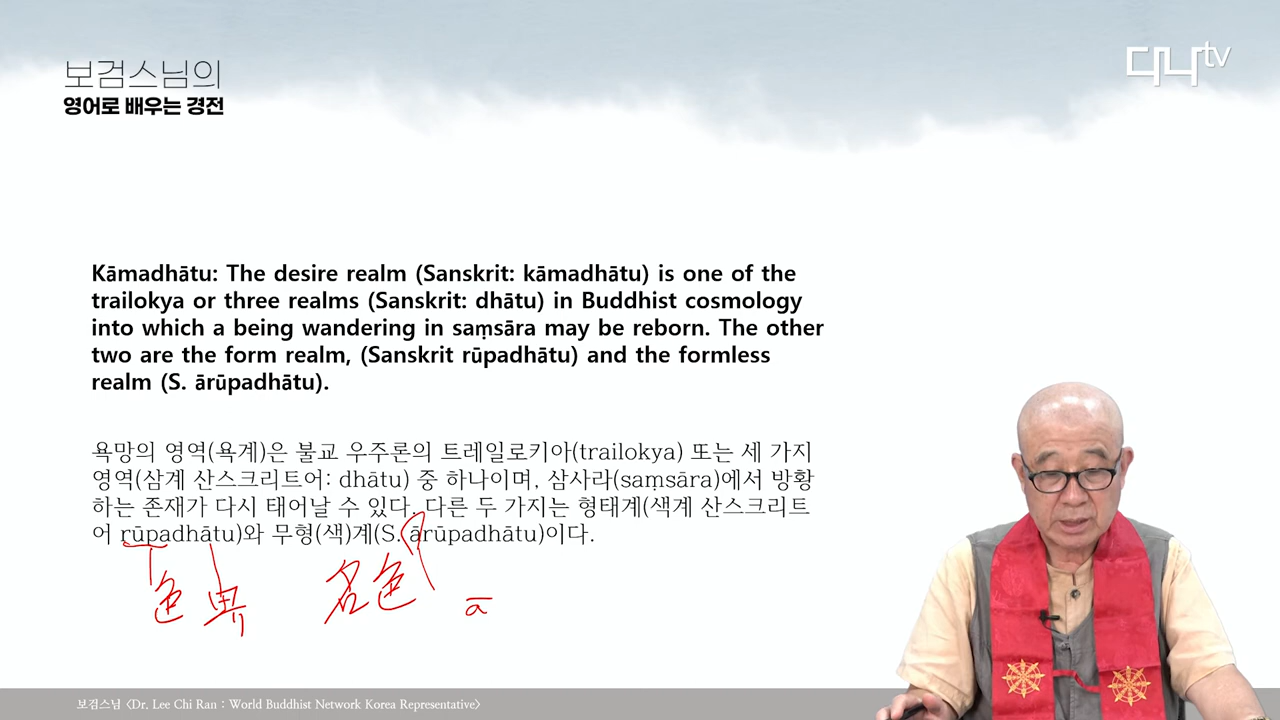 보검스님의
영어로 배우는 경전
다나tv
Kāmadhātu: The desire realm (Sanskrit: kāmadhātu) is one of the
trailokya or three realms (Sanskrit: dhātu) in Buddhist cosmology
into which a being wandering in saṃsāra may be reborn. The other
two are the form realm, (Sanskrit rūpadhātu) and the formless
realm (S. ārūpadhātu).
욕망의 영역(욕계)은 불교 우주론의 트레일로키아(trailokya) 또는 세 가지
영역(삼계 산스크리트어: dhātu) 중 하나이며, 삼사라(saṃsāra)에서 방황
하는 존재가 다시 태어날 수 있다. 다른 두 가지는 형태계(색계 산스크리트
어 rūpadhātu)와 무형(색)계(S. ārūpadhātu)이다.
色界 名色 ā
보검스님 <Dr. Lee Chi Ran : World Buddhist Network Korea Representative>